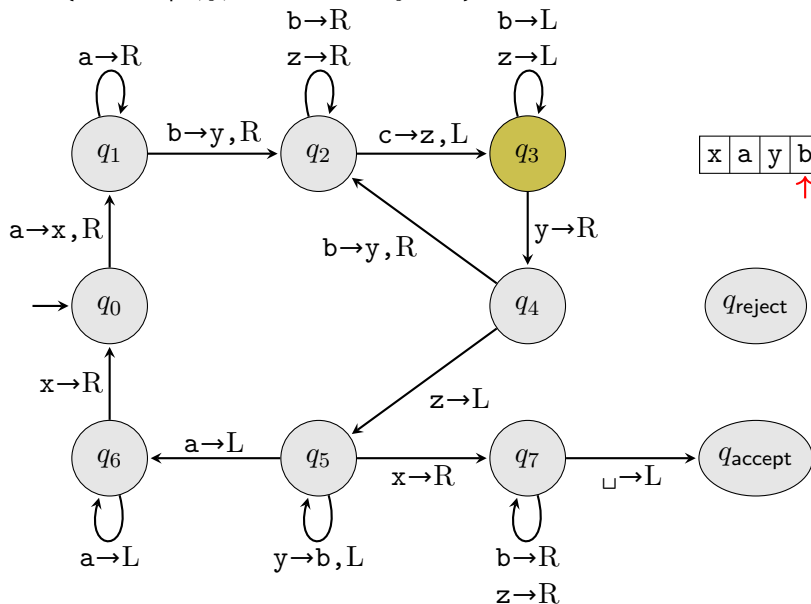 b→R
b→L
a→R
z→R
z→L
q1
b→y,R
q2
c→z,L
q3
x a y b
↑
a→x,R
b→y,R
y→R
q0
q4
qreject
x→R
z→L
q6
a→L
q5
x→R
q7
␣→L
qaccept
a→L
y→b,L
b→R
z→R